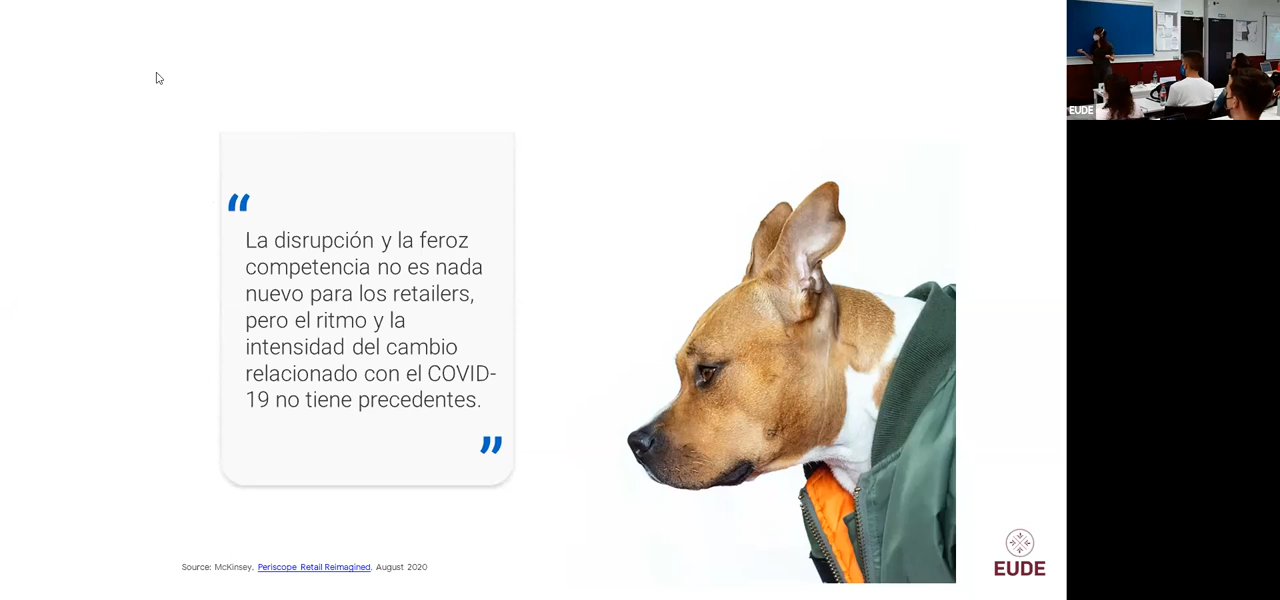 “
La disrupción y la feroz
competencia no es nada
nuevo para los retailers,
pero el ritmo y la
intensidad del cambio
relacionado con el COVID-
19 no tiene precedentes.
”
Source: McKinsey, Periscope Retail Reimagined, August 2020
EUDE
EUDE